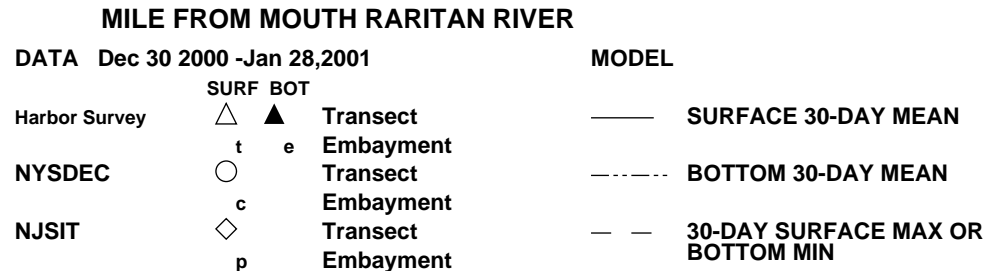 MILE FROM MOUTH RARITAN RIVER
DATA Dec 30 2000 -Jan 28,2001 MODEL
SURF BOT
Harbor Survey Transect SURFACE 30-DAY MEAN
t e Embayment
NYSDEC Transect BOTTOM 30-DAY MEAN
c Embayment
NJSIT Transect 30-DAY SURFACE MAX OR
p Embayment BOTTOM MIN